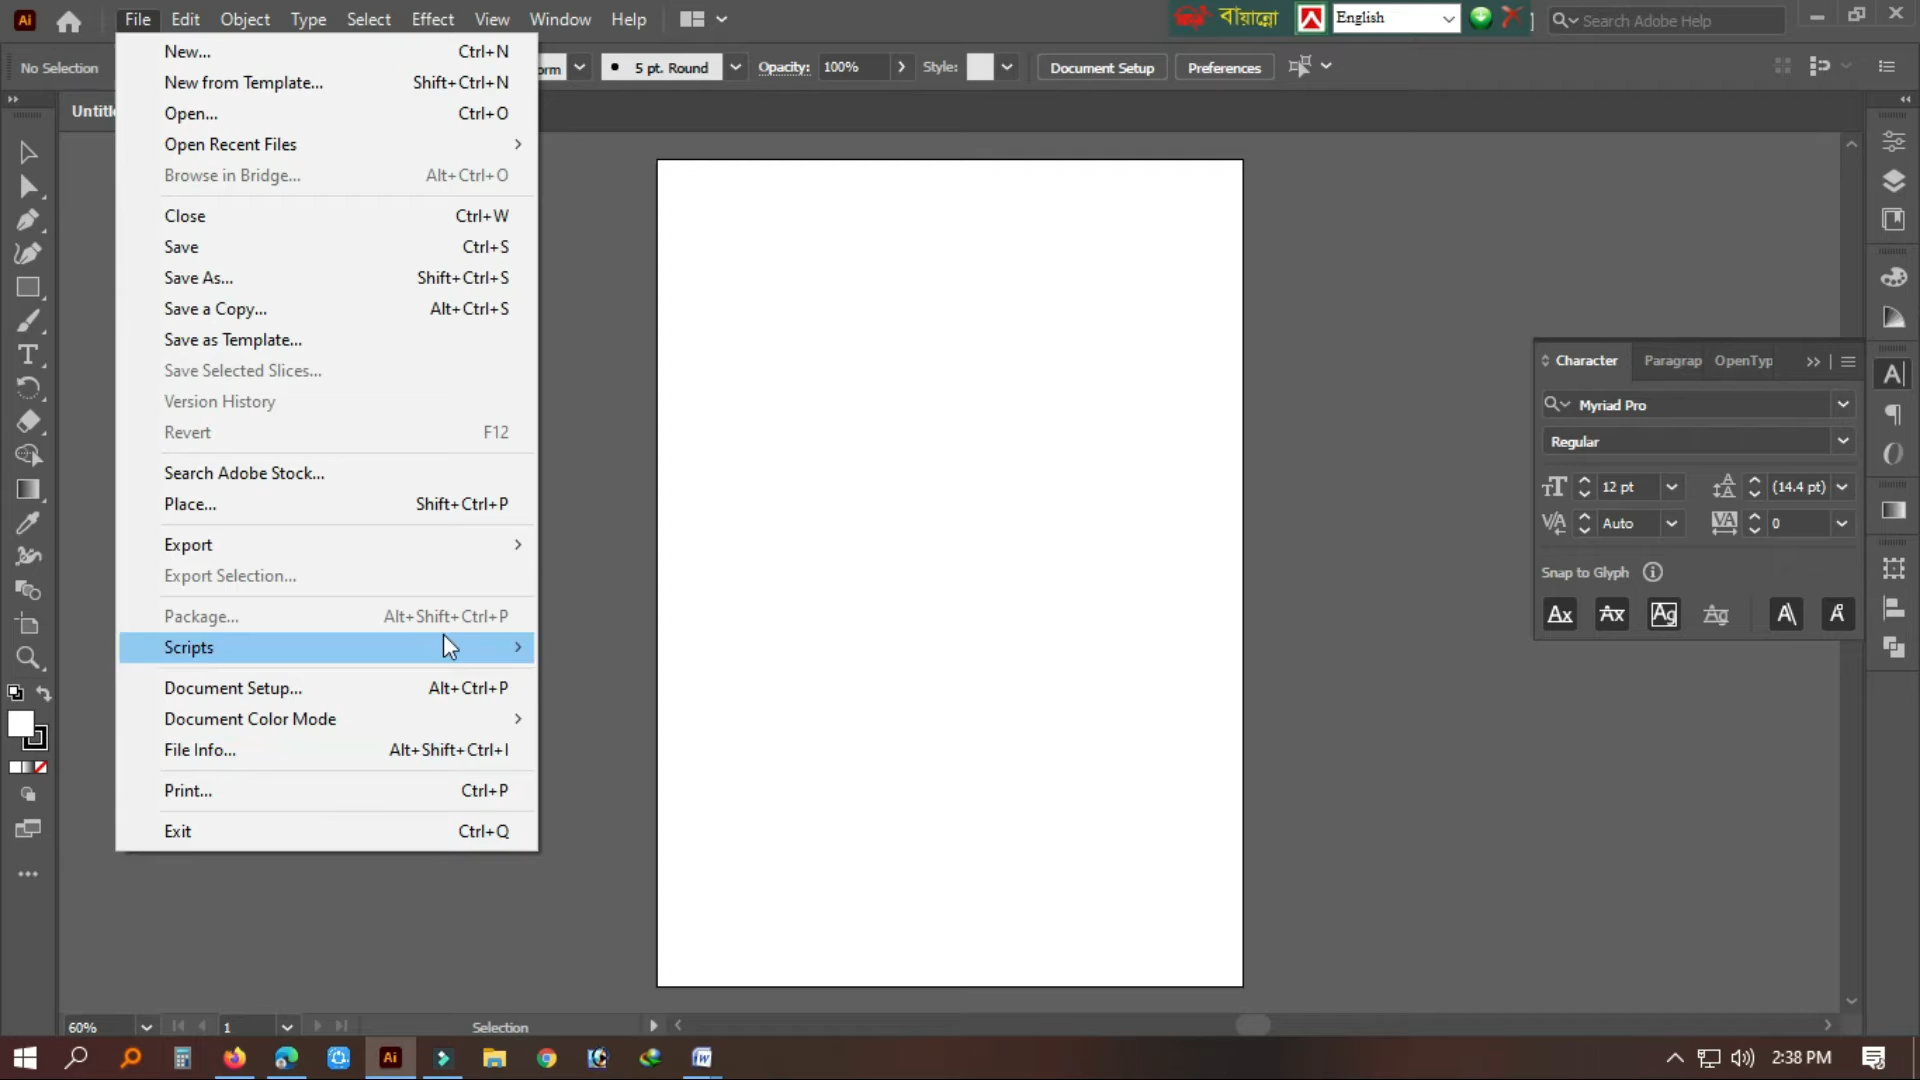 Ai File Edit Object Type Select Effect View Window Help
বায়ান্নো English Search Adobe Help
No Selection 5 pt. Round Opacity: 100% Style: Document Setup Preferences
New... Ctrl+N
New from Template... Shift+Ctrl+N
Open... Ctrl+O
Open Recent Files
Browse in Bridge... Alt+Ctrl+O
Close Ctrl+W
Save Ctrl+S
Save As... Shift+Ctrl+S
Save a Copy... Alt+Ctrl+S
Save as Template...
Save Selected Slices...
Version History
Revert F12
Search Adobe Stock...
Place... Shift+Ctrl+P
Export
Export Selection...
Package... Alt+Shift+Ctrl+P
Scripts
Document Setup... Alt+Ctrl+P
Document Color Mode
File Info... Alt+Shift+Ctrl+I
Print... Ctrl+P
Exit Ctrl+Q
Character Paragrap OpenTyp
Myriad Pro
Regular
12 pt (14.4 pt)
Auto 0
Snap to Glyph
60% 1 Selection
Ai 2:38 PM